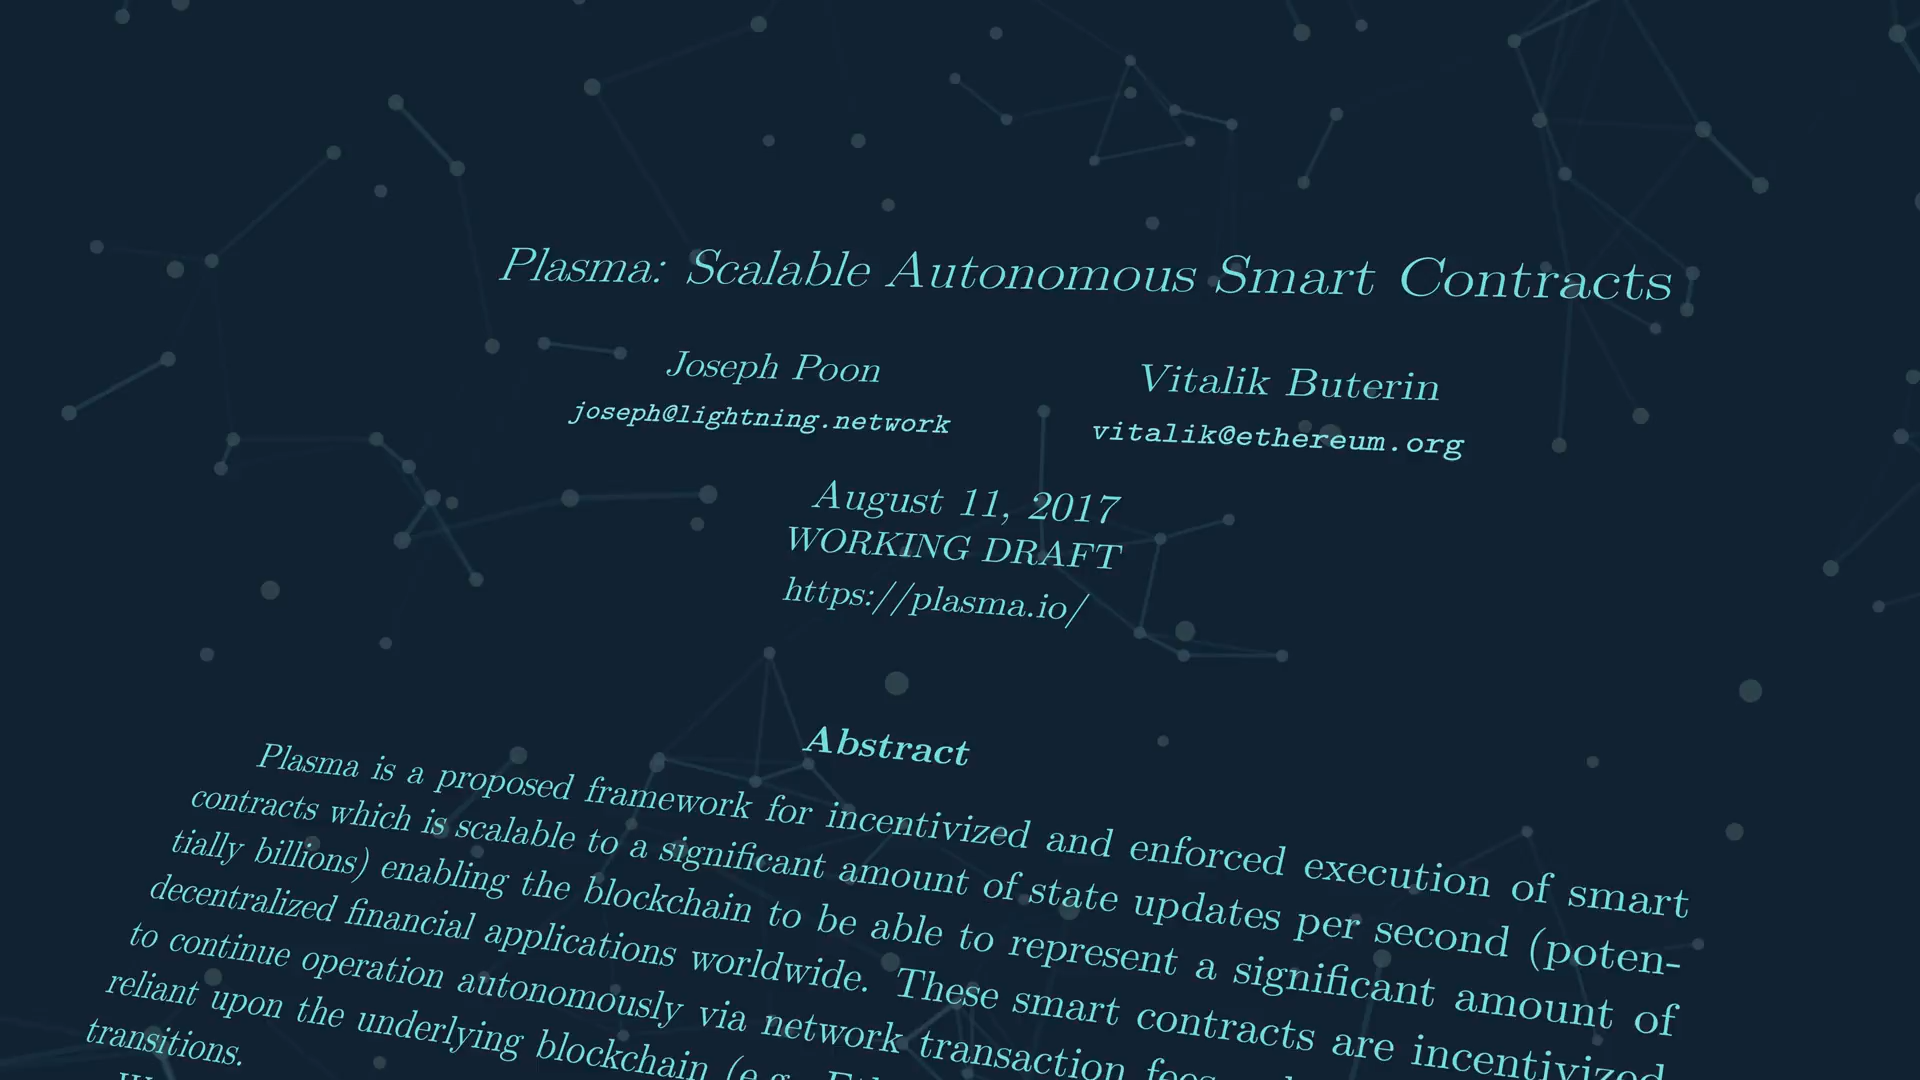 Plasma: Scalable Autonomous Smart Contracts
Joseph Poon Vitalik Buterin
joseph@lightning.network vitalik@ethereum.org
August 11, 2017
WORKING DRAFT
https://plasma.io/
Abstract
Plasma is a proposed framework for incentivized and enforced execution of smart
contracts which is scalable to a significant amount of state updates per second (poten-
tially billions) enabling the blockchain to be able to represent a significant amount of
decentralized financial applications worldwide. These smart contracts are incentivized
to continue operation autonomously via network transaction fees
reliant upon the underlying blockchain (e.g.
transitions.